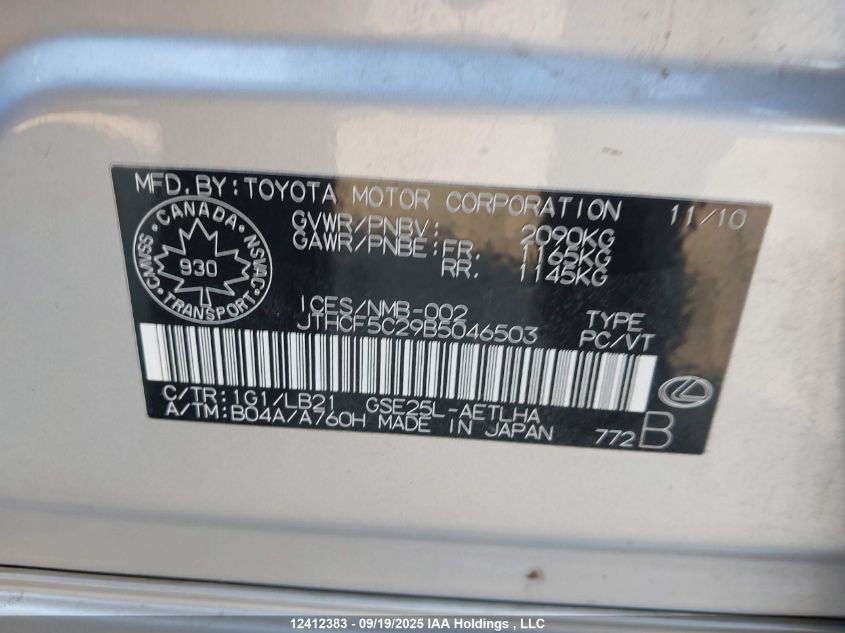 MFD.BY:TOYOTA MOTOR CORPORATION 11/10
GVWR/PNBV: 2090KG
GAWR/PNBE:FR. 1165KG
RR. 1145KG
CANADA
CMVSS NSVAC
930
TRANSPORT
ICES/NMB-002
JTHCF5C29B5046503
TYPE
PC/VT
C/TR:1G1/LB21 GSE25L-AETLHA
A/TM:B04A/A760H MADE IN JAPAN
772 B
12412383 - 09/19/2025 IAA Holdings , LLC